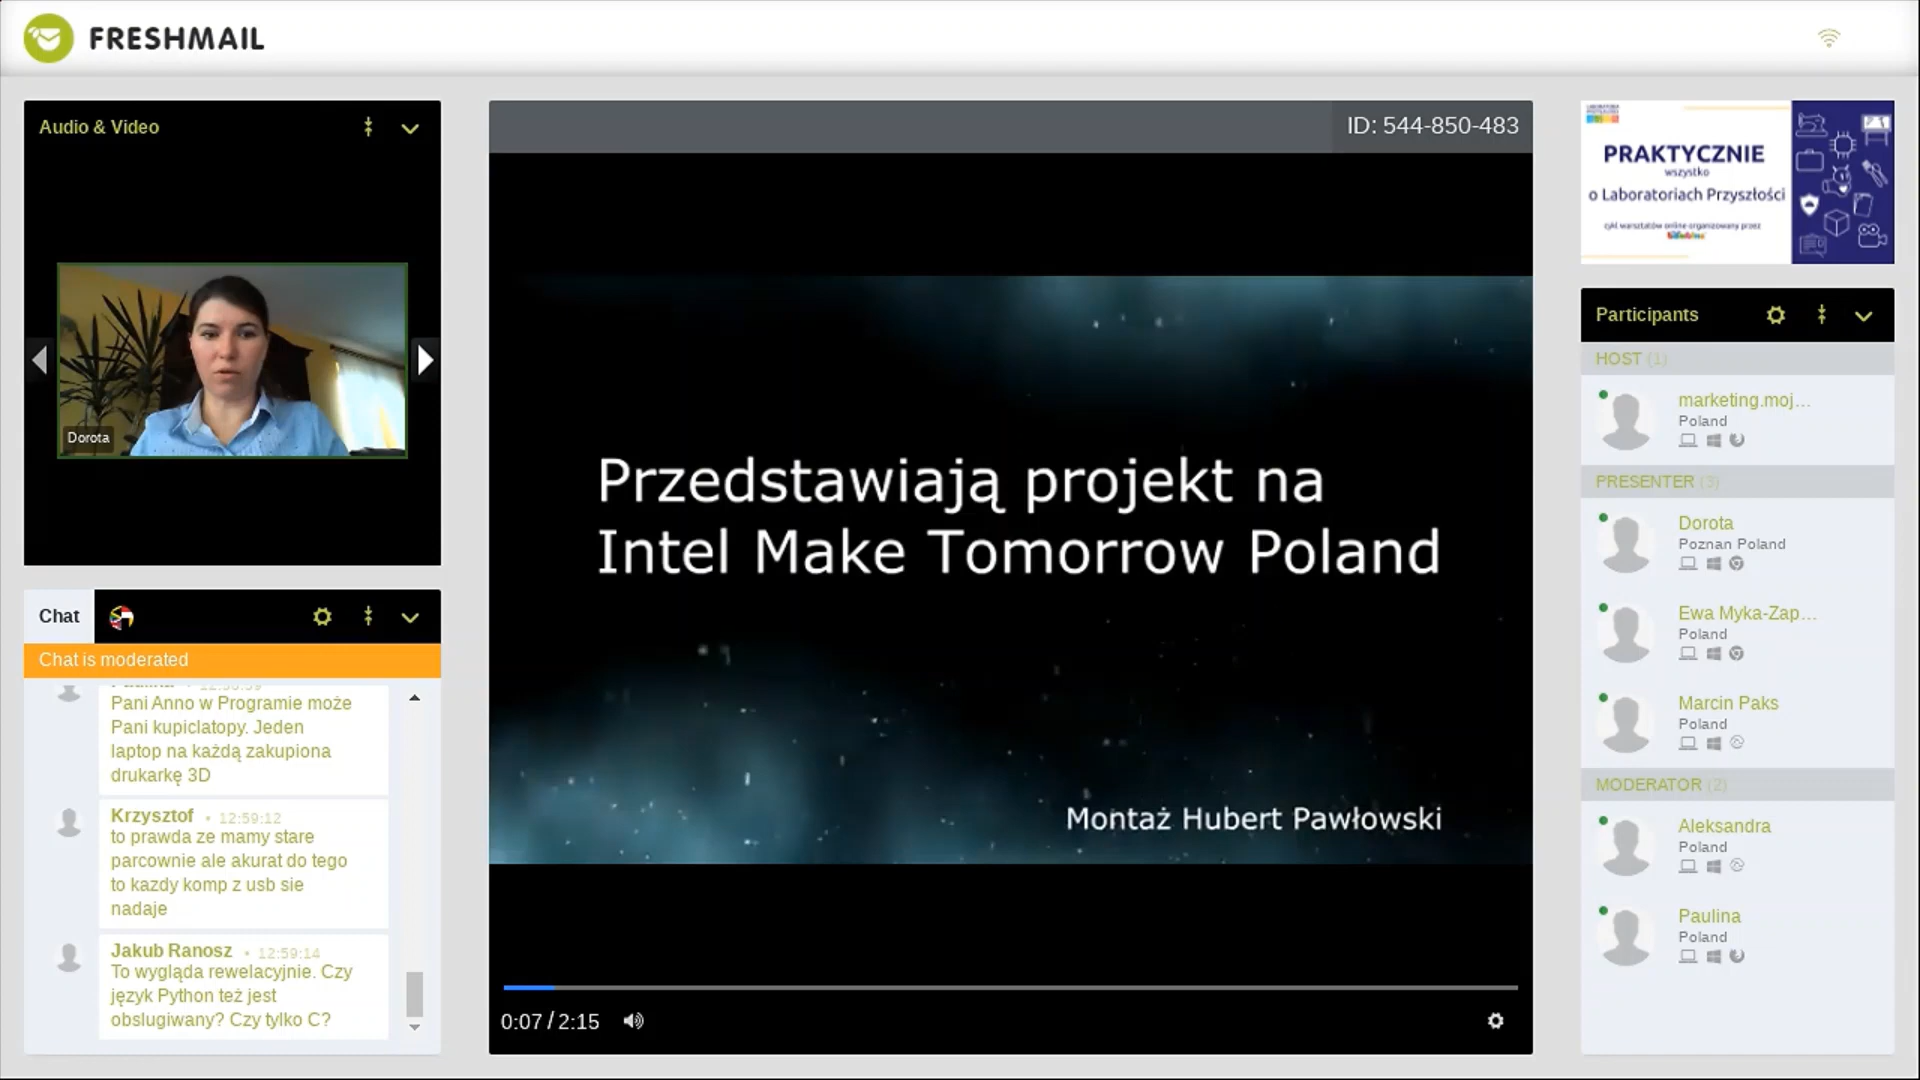 FRESHMAIL
Audio & Video
Dorota
Chat
Chat is moderated
Pani Anno w Programie może
Pani kupiclatopy. Jeden
laptop na każdą zakupiona
drukarkę 3D
Krzysztof • 12:59:12
to prawda ze mamy stare
parcownie ale akurat do tego
to kazdy komp z usb sie
nadaje
Jakub Ranosz • 12:59:14
To wygląda rewelacyjnie. Czy
język Python też jest
obslugiwany? Czy tylko C?
ID: 544-850-483
Przedstawiają projekt na
Intel Make Tomorrow Poland
Montaż Hubert Pawłowski
0:07 / 2:15
PRAKTYCZNIE
wszystko
o Laboratoriach Przyszłości
cykl warsztatów online organizowany przez
Participants
HOST (1)
marketing.moj...
Poland
PRESENTER (3)
Dorota
Poznan Poland
Ewa Myka-Zap...
Poland
Marcin Paks
Poland
MODERATOR (2)
Aleksandra
Poland
Paulina
Poland